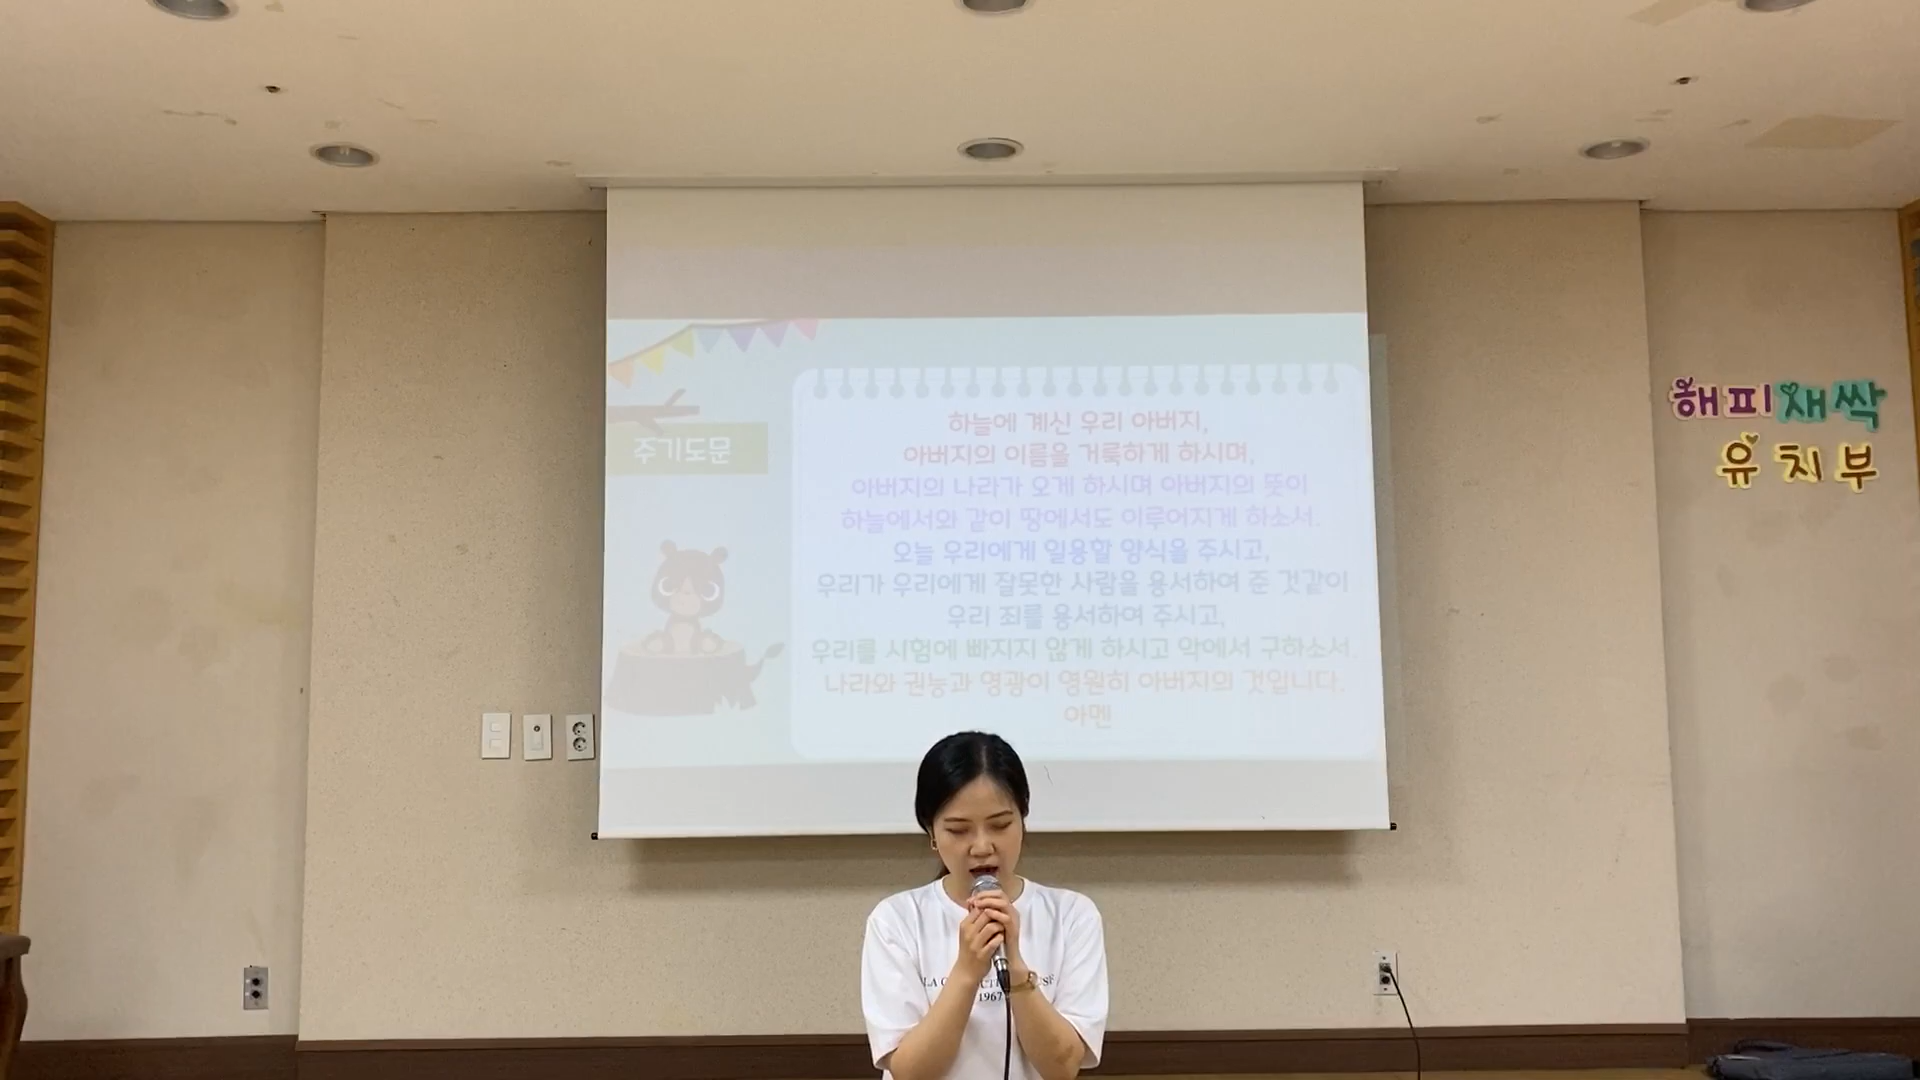 주기도문
하늘에 계신 우리 아버지,
아버지의 이름을 거룩하게 하시며,
아버지의 나라가 오게 하시며 아버지의 뜻이
하늘에서와 같이 땅에서도 이루어지게 하소서.
오늘 우리에게 일용할 양식을 주시고,
우리가 우리에게 잘못한 사람을 용서하여 준 것같이
우리 죄를 용서하여 주시고,
우리를 시험에 빠지지 않게 하시고 악에서 구하소서.
나라와 권능과 영광이 영원히 아버지의 것입니다.
아멘
해피새싹
유치부
LA
1967